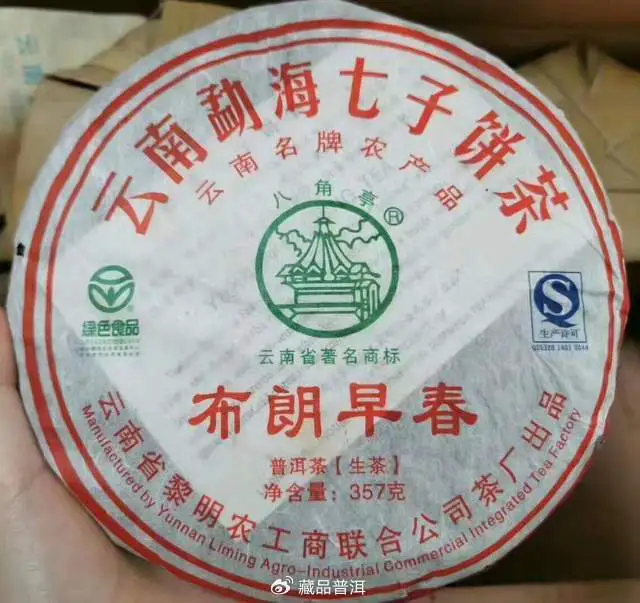 云南勐海七子饼茶
云南名牌农产品
八角亭
®
绿色食品
云南省著名商标
生产许可
布朗早春
普洱茶【生茶】
净含量：357克
云南省黎明农工商联合公司茶厂出品
Manufactured by Yunnan Liming Agro-Industrial Commercial Integrated Tea Factory
藏品普洱